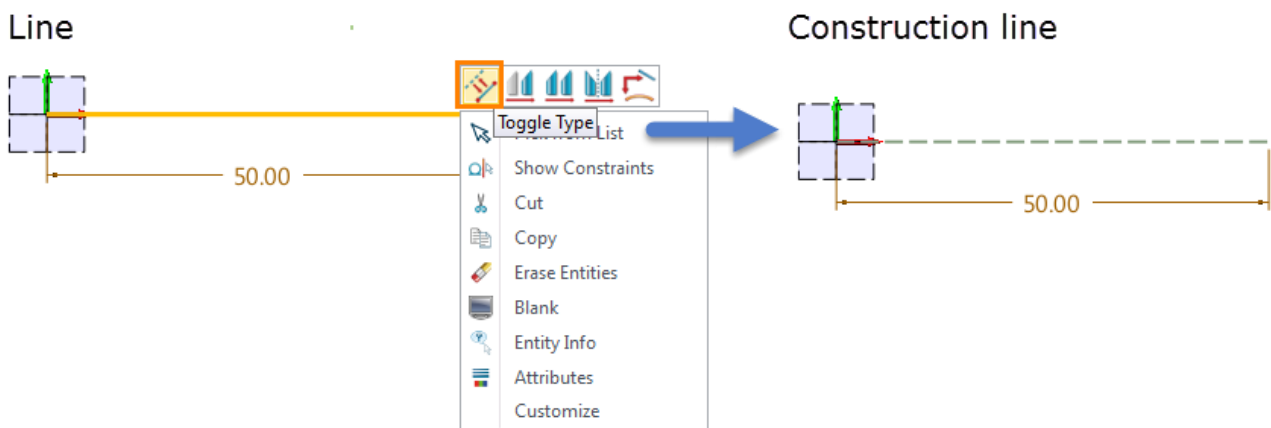 Line
Construction line
Toggle Type
List
50.00
Show Constraints
Cut
50.00
Copy
Erase Entities
Blank
Entity Info
Attributes
Customize